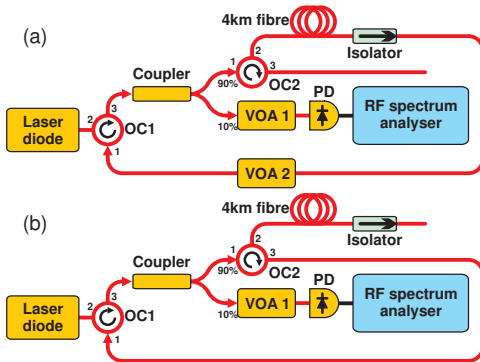 (a)
4km fibre
Isolator
Coupler
1
2
3
90%
OC2
PD
Laser
diode
2
3
OC1
1
10%
VOA 1
RF spectrum
analyser
VOA 2
(b)
4km fibre
Isolator
Coupler
1
2
3
90%
OC2
PD
Laser
diode
2
3
OC1
1
10%
VOA 1
RF spectrum
analyser